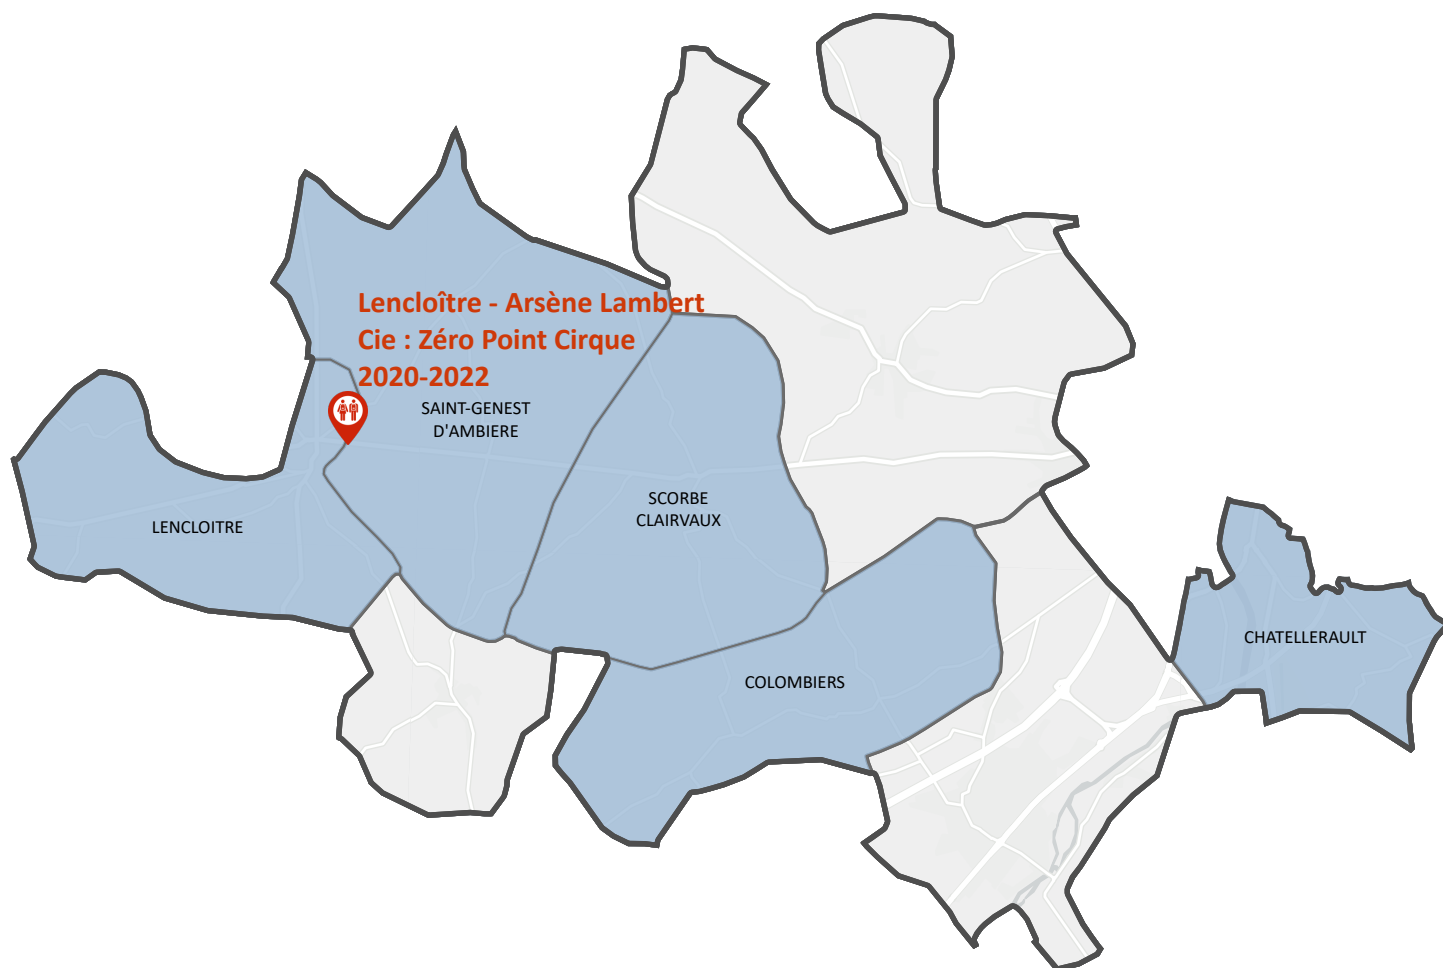 Lencloître - Arsène Lambert
Cie : Zéro Point Cirque
2020-2022
SAINT-GENEST
D'AMBIERE
SCORBE
CLAIRVAUX
LENCLOITRE
CHATELLERAULT
COLOMBIERS